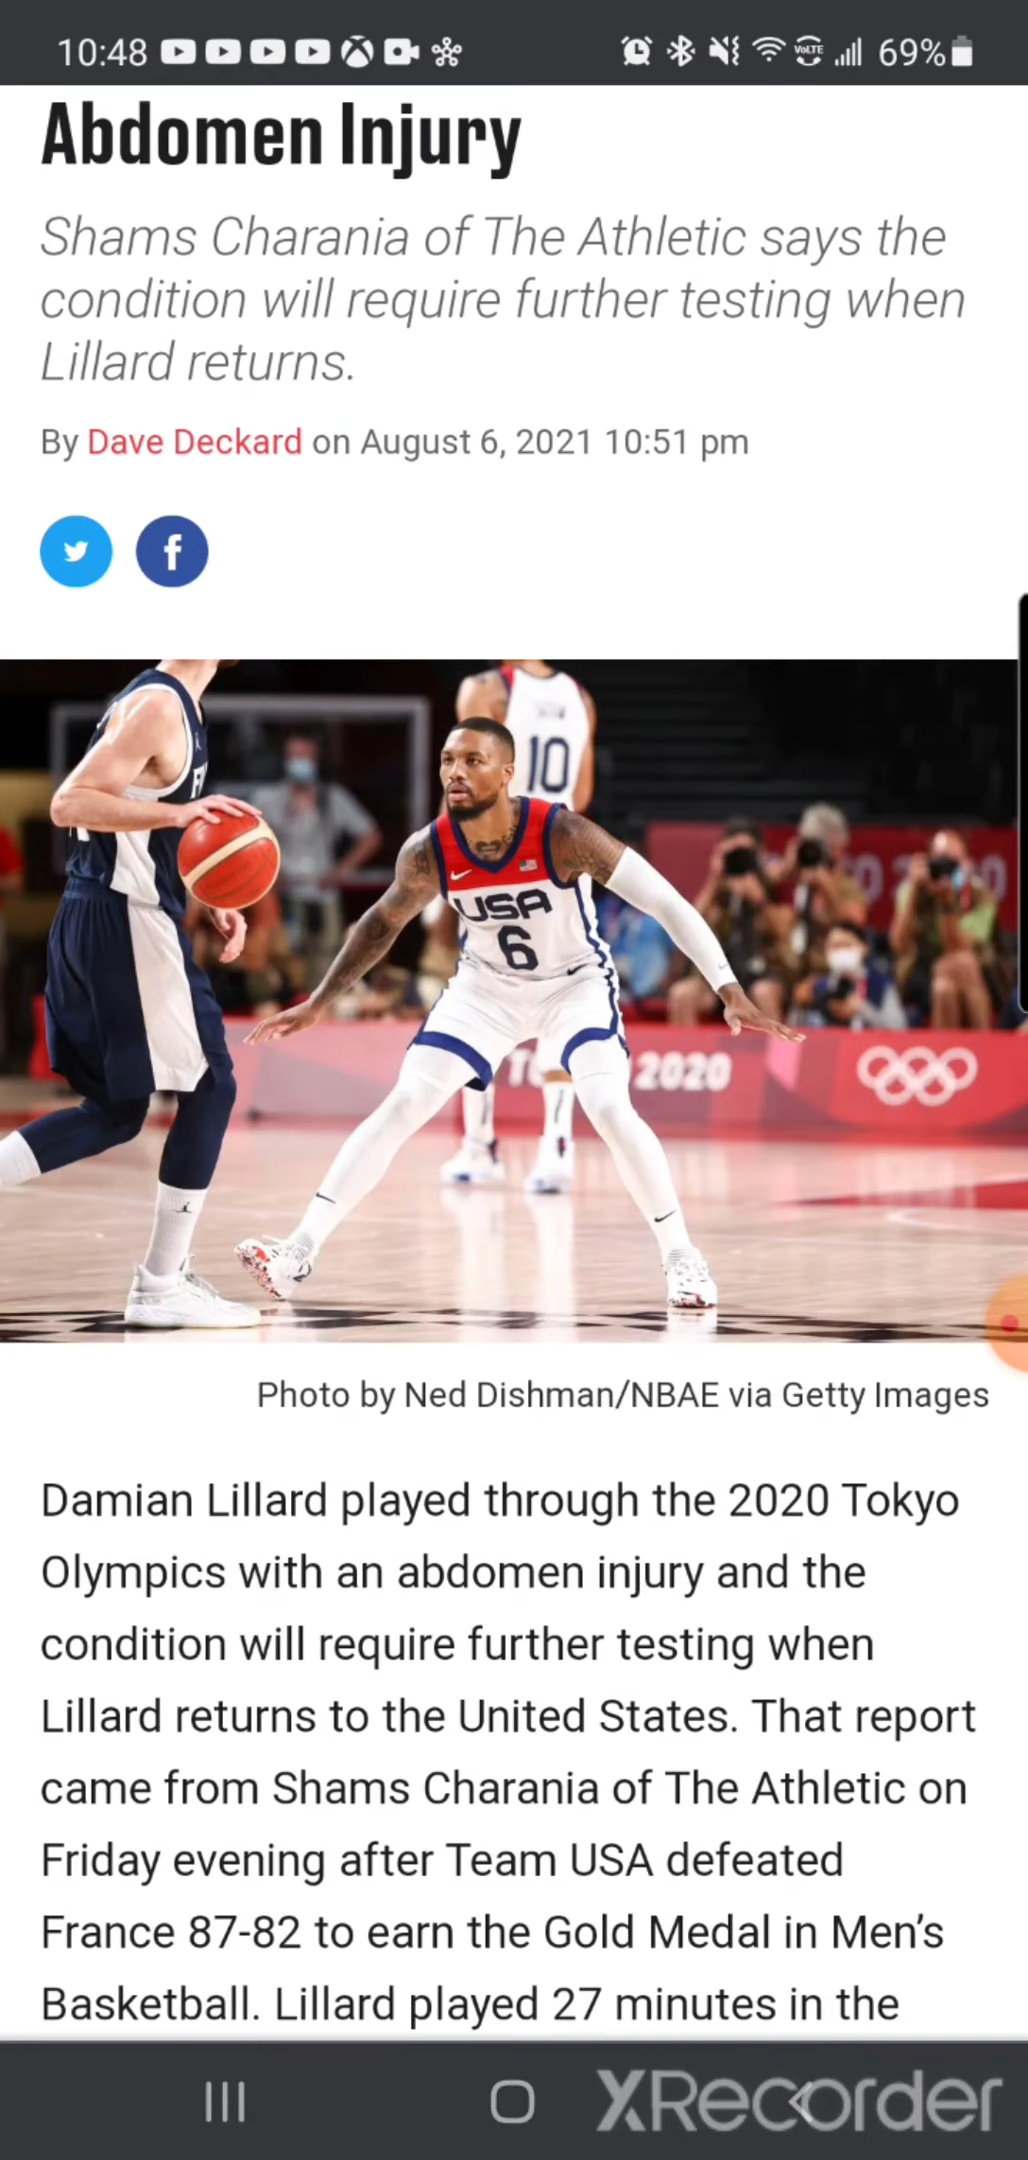 10:48
VoLTE
69%
Abdomen Injury
Shams Charania of The Athletic says the
condition will require further testing when
Lillard returns.
By Dave Deckard on August 6, 2021 10:51 pm
10
USA
6
2020
Photo by Ned Dishman/NBAE via Getty Images
Damian Lillard played through the 2020 Tokyo
Olympics with an abdomen injury and the
condition will require further testing when
Lillard returns to the United States. That report
came from Shams Charania of The Athletic on
Friday evening after Team USA defeated
France 87-82 to earn the Gold Medal in Men’s
Basketball. Lillard played 27 minutes in the
XRecorder